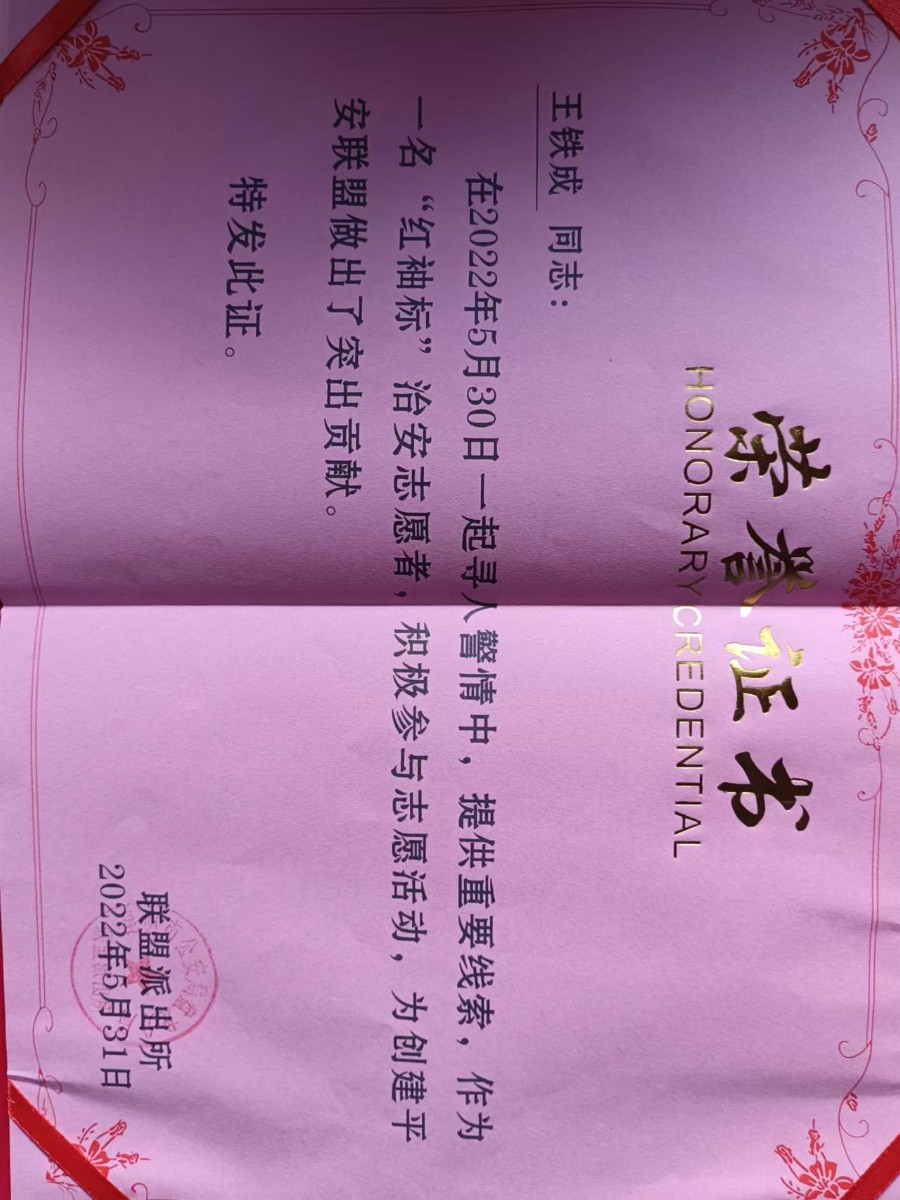 荣誉证书
HONORARY CREDENTIAL
王铁成 同志：
在2022年5月30日一起寻人警情中，提供重要线索，作为
一名“红袖标”治安志愿者，积极参与志愿活动，为创建平
安联盟做出了突出贡献。
特发此证。
联盟派出所
2022年5月31日